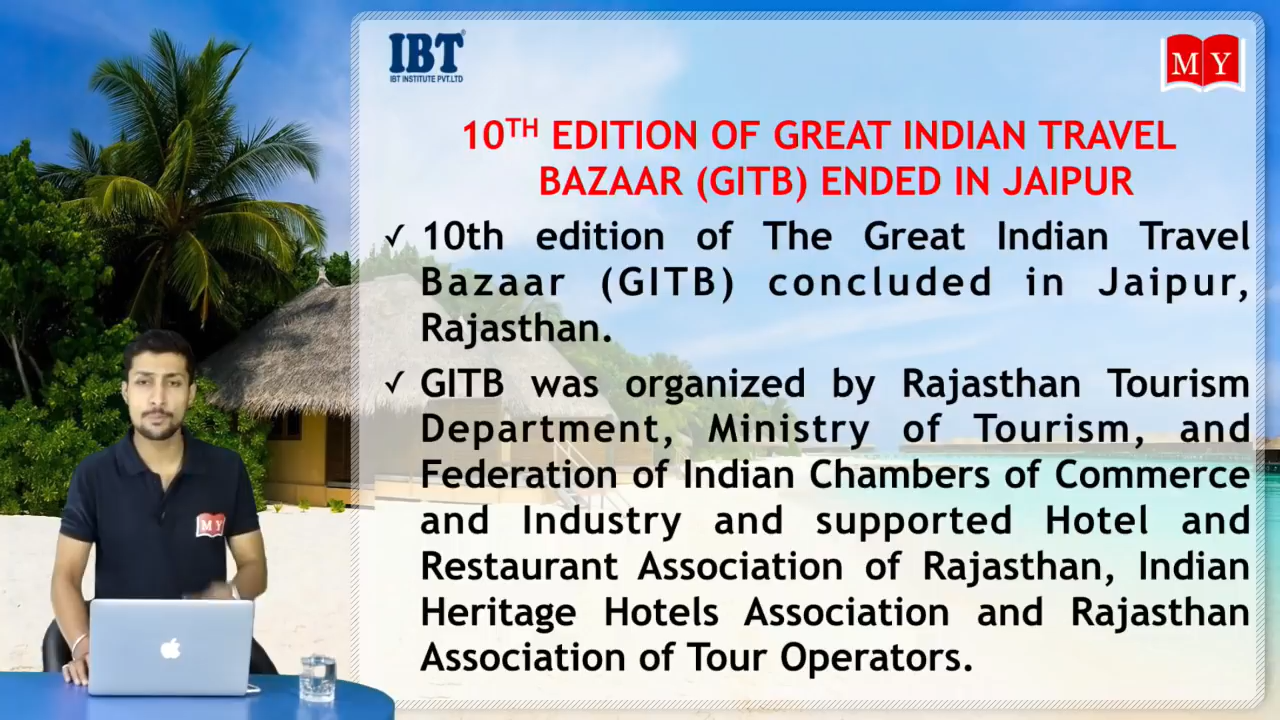 IBT
IBT INSTITUTE PVT.LTD
M Y
10TH EDITION OF GREAT INDIAN TRAVEL
BAZAAR (GITB) ENDED IN JAIPUR
✓ 10th edition of The Great Indian Travel
Bazaar (GITB) concluded in Jaipur,
Rajasthan.
✓ GITB was organized by Rajasthan Tourism
Department, Ministry of Tourism, and
Federation of Indian Chambers of Commerce
and Industry and supported Hotel and
Restaurant Association of Rajasthan, Indian
Heritage Hotels Association and Rajasthan
Association of Tour Operators.
M Y